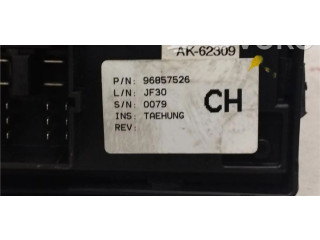 AK-62309
P/N: 96857526
L/N: JF30
S/N: 0079
CH
INS: TAEHUNG
REV: